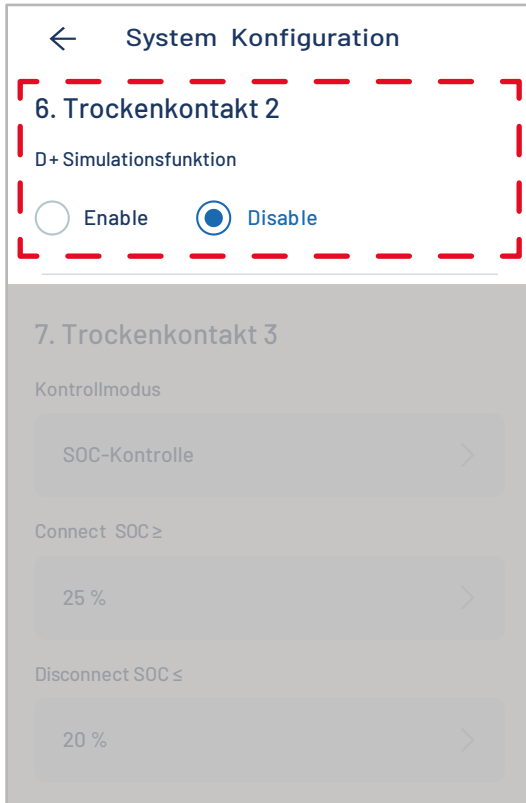 System Konfiguration
6. Trockenkontakt 2
D+ Simulationsfunktion
Enable Disable
7. Trockenkontakt 3
Kontrollmodus
SOC-Kontrolle
Connect SOC ≥
25 %
Disconnect SOC ≤
20 %